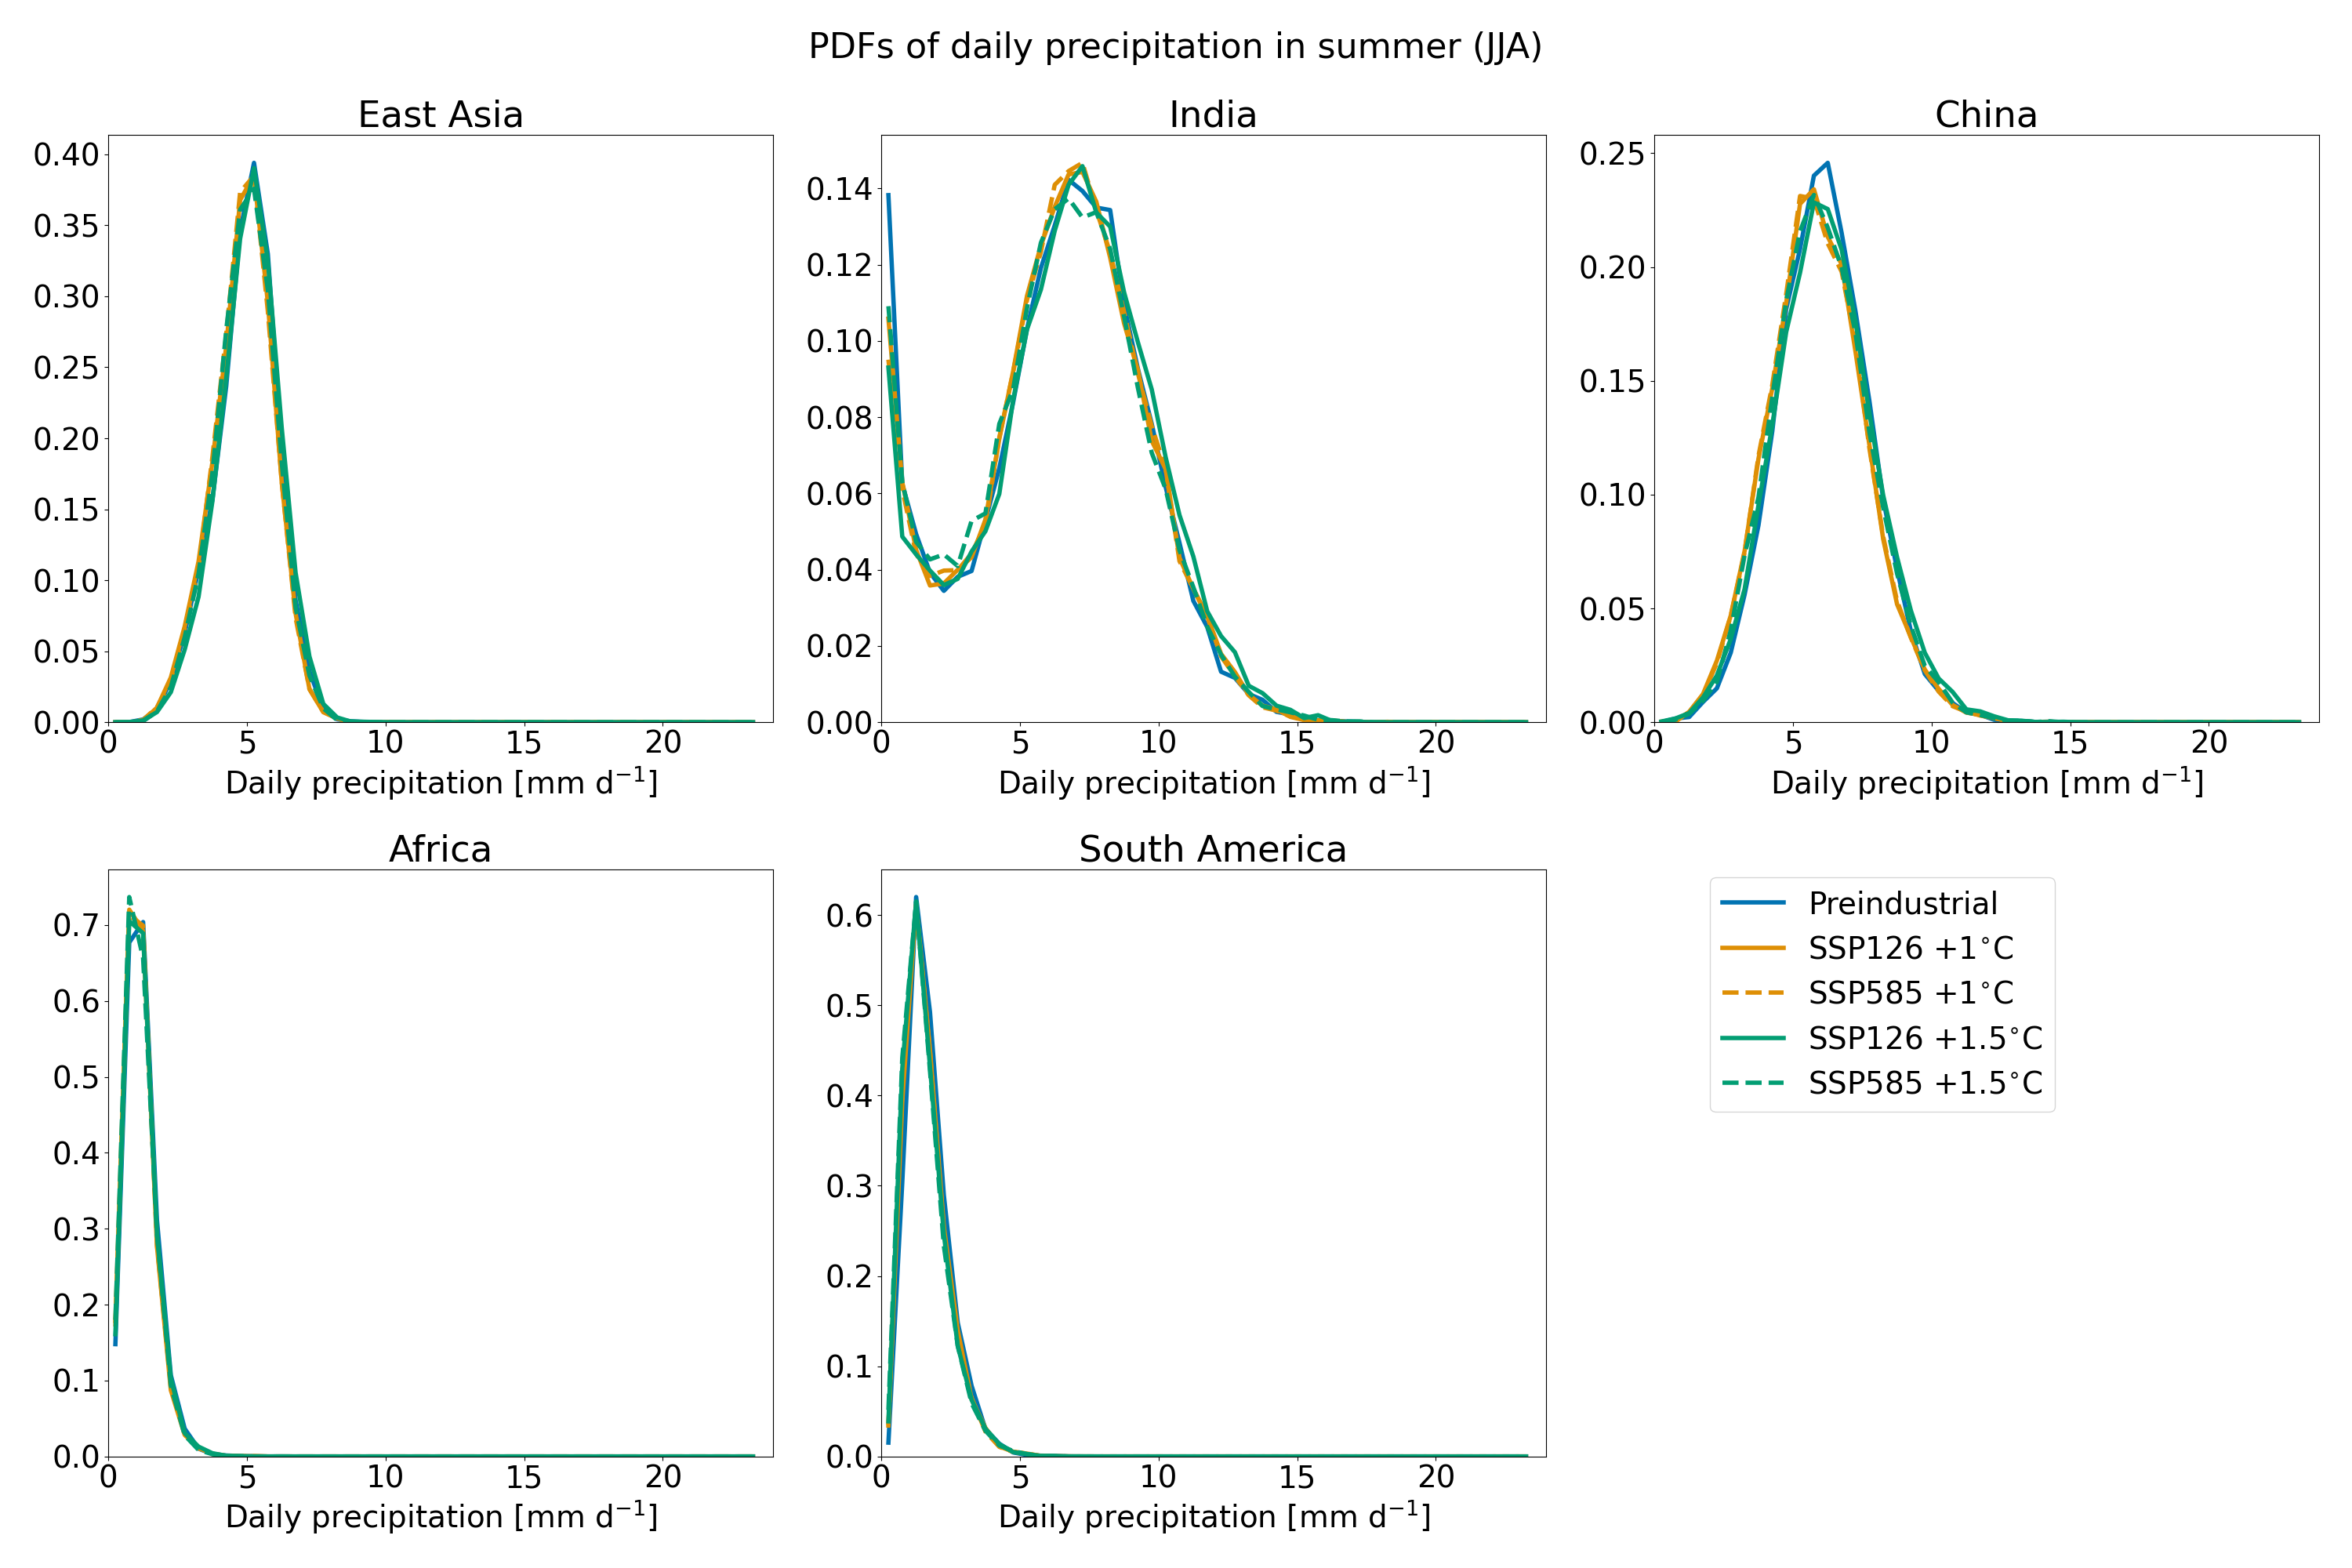 PDFs of daily precipitation in summer (JJA)
East Asia
0.40
0.35
0.30
0.25
0.20
0.15
0.10
0.05
0.00
0 5 10 15 20
Daily precipitation [mm d⁻¹]
India
0.14
0.12
0.10
0.08
0.06
0.04
0.02
0.00
0 5 10 15 20
Daily precipitation [mm d⁻¹]
China
0.25
0.20
0.15
0.10
0.05
0.00
0 5 10 15 20
Daily precipitation [mm d⁻¹]
Africa
0.7
0.6
0.5
0.4
0.3
0.2
0.1
0.0
0 5 10 15 20
Daily precipitation [mm d⁻¹]
South America
0.6
0.5
0.4
0.3
0.2
0.1
0.0
0 5 10 15 20
Daily precipitation [mm d⁻¹]
Preindustrial
SSP126 +1°C
SSP585 +1°C
SSP126 +1.5°C
SSP585 +1.5°C